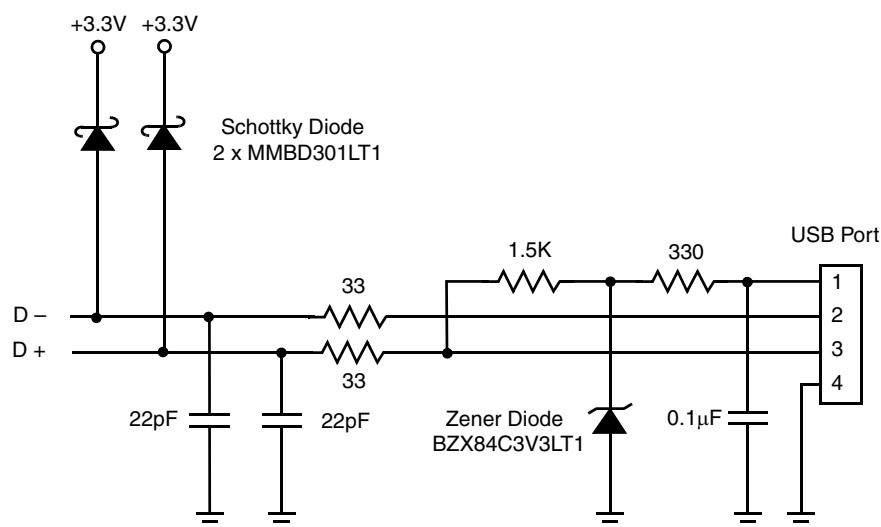 +3.3V +3.3V
Schottky Diode
2 x MMBD301LT1
USB Port
1.5K
330
1
33
D –
2
D +
3
33
4
22pF
22pF
Zener Diode
BZX84C3V3LT1
0.1µF